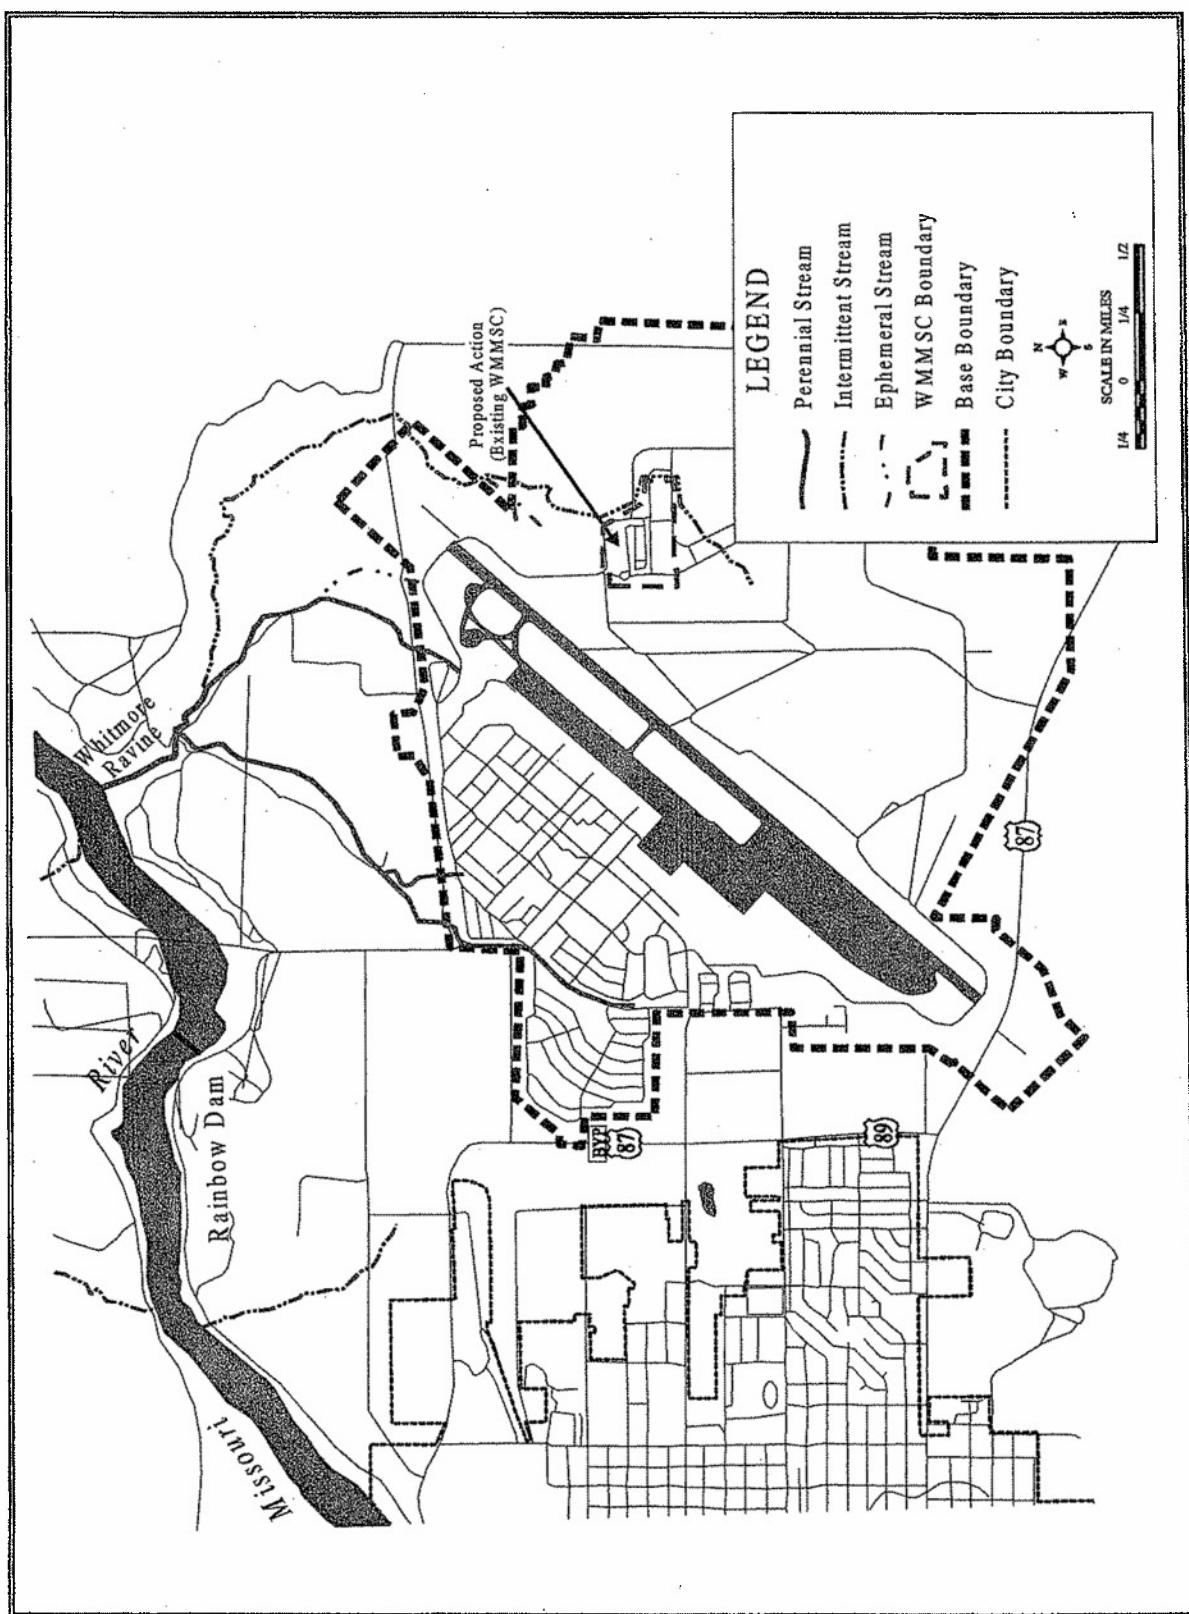 Missouri
River
Rainbow Dam
Whitmore
Ravine
Proposed Action
(Existing WMMSC)
BYP
87
89
87
LEGEND
Perennial Stream
Intermittent Stream
Ephemeral Stream
WMMSC Boundary
Base Boundary
City Boundary
N
W
E
S
SCALE IN MILES
1/4 0 1/4 1/2